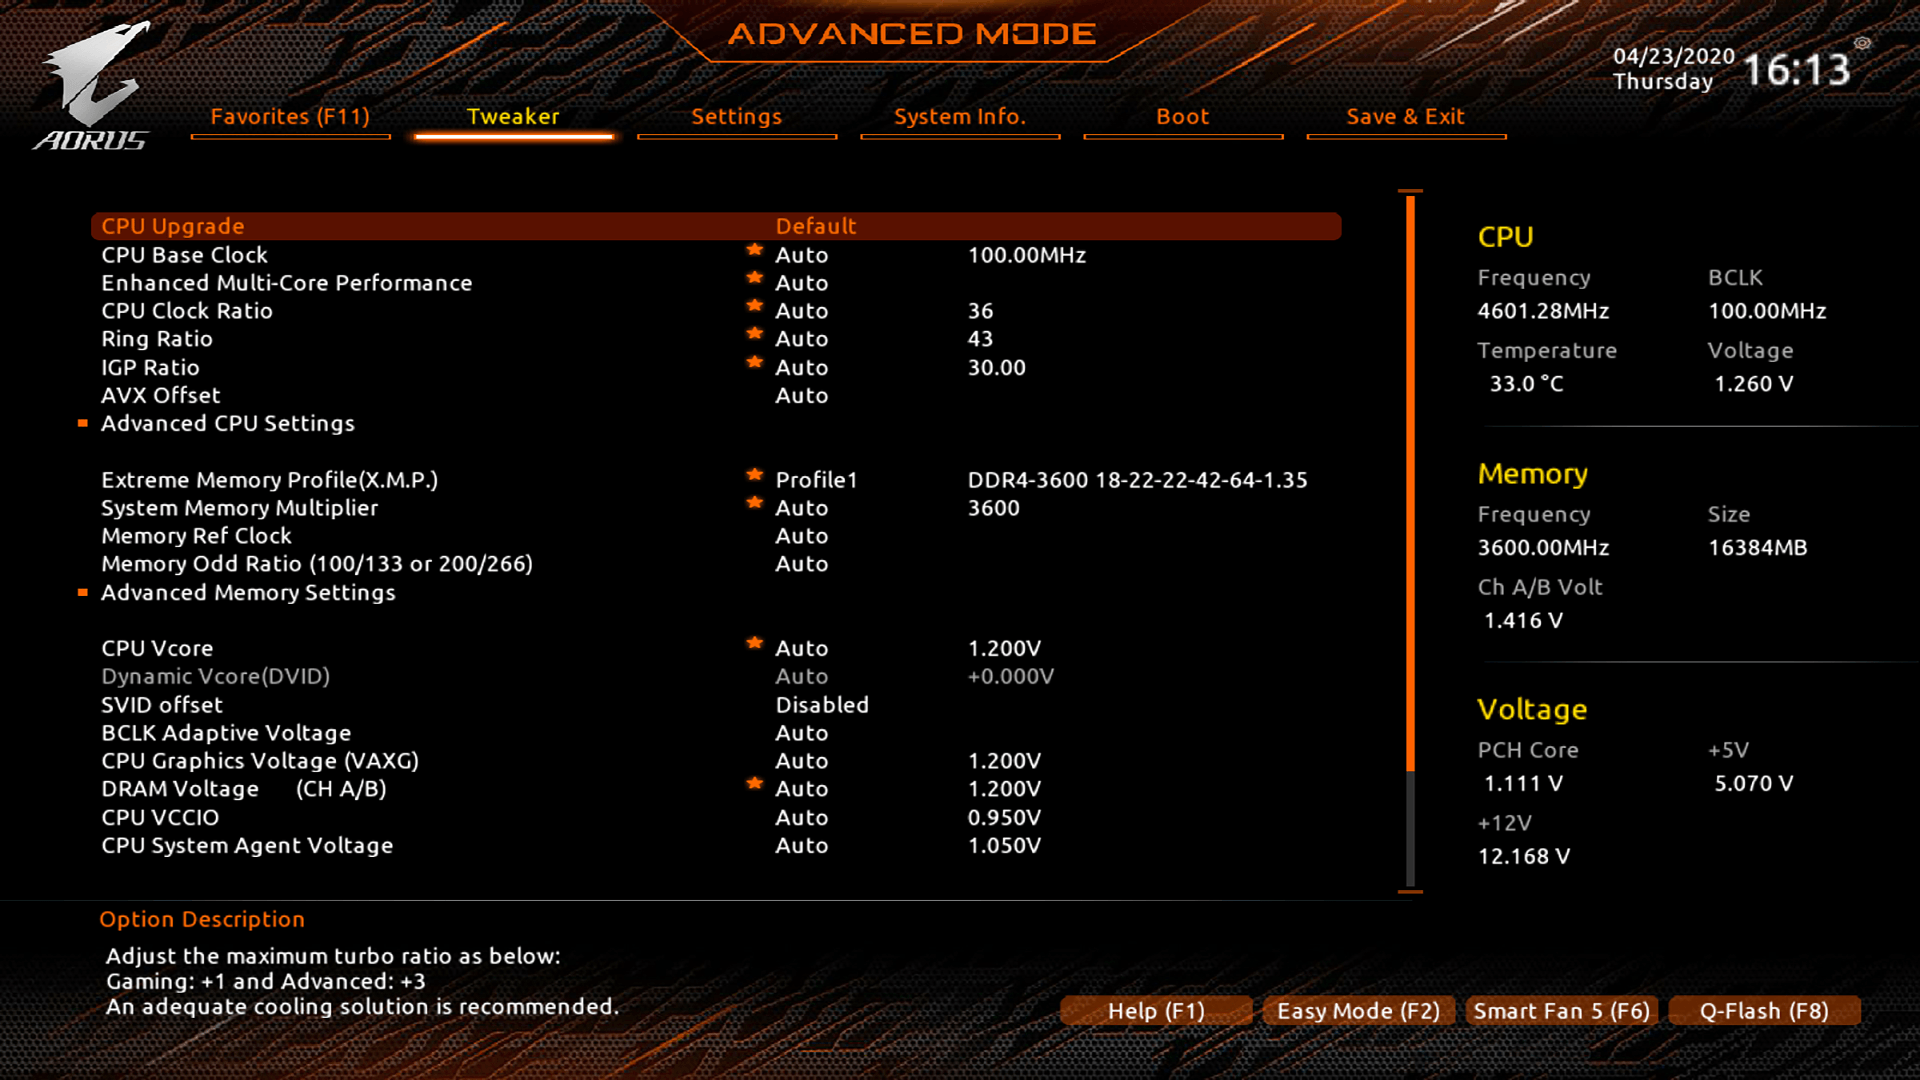 ADVANCED MODE
04/23/2020
Thursday
16:13
AORUS
Favorites (F11) Tweaker Settings System Info. Boot Save & Exit
CPU Upgrade Default
CPU Base Clock Auto 100.00MHz
Enhanced Multi-Core Performance Auto
CPU Clock Ratio Auto 36
Ring Ratio Auto 43
IGP Ratio Auto 30.00
AVX Offset Auto
Advanced CPU Settings
Extreme Memory Profile(X.M.P.) Profile1 DDR4-3600 18-22-22-42-64-1.35
System Memory Multiplier Auto 3600
Memory Ref Clock Auto
Memory Odd Ratio (100/133 or 200/266) Auto
Advanced Memory Settings
CPU Vcore Auto 1.200V
Dynamic Vcore(DVID) Auto +0.000V
SVID offset Disabled
BCLK Adaptive Voltage Auto
CPU Graphics Voltage (VAXG) Auto 1.200V
DRAM Voltage (CH A/B) Auto 1.200V
CPU VCCIO Auto 0.950V
CPU System Agent Voltage Auto 1.050V
CPU
Frequency BCLK
4601.28MHz 100.00MHz
Temperature Voltage
33.0 °C 1.260 V
Memory
Frequency Size
3600.00MHz 16384MB
Ch A/B Volt
1.416 V
Voltage
PCH Core +5V
1.111 V 5.070 V
+12V
12.168 V
Option Description
Adjust the maximum turbo ratio as below:
Gaming: +1 and Advanced: +3
An adequate cooling solution is recommended.
Help (F1) Easy Mode (F2) Smart Fan 5 (F6) Q-Flash (F8)